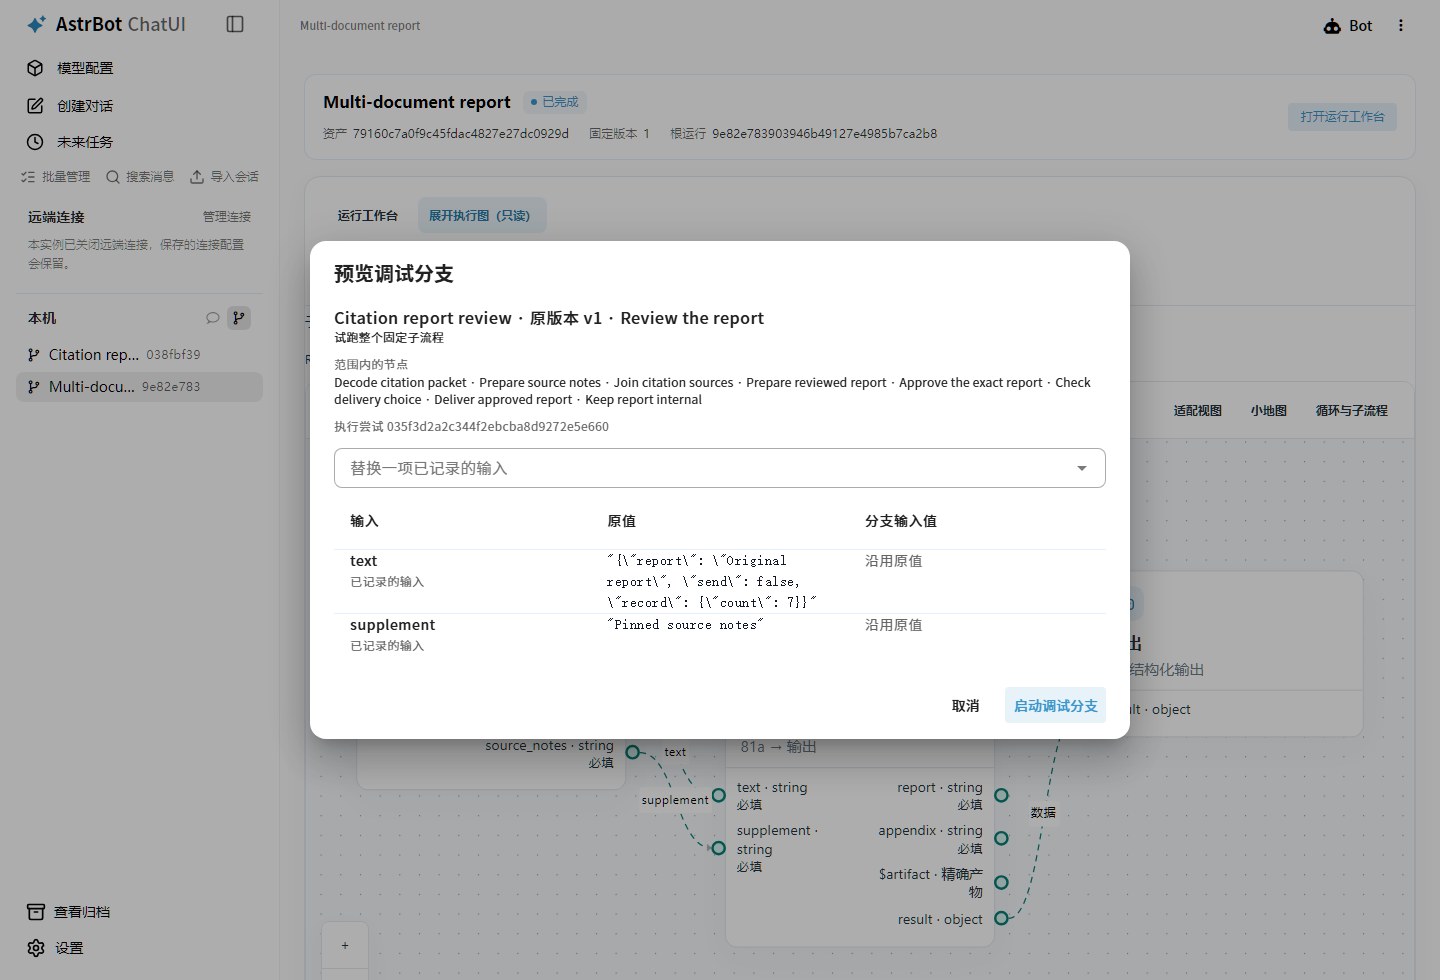 AstrBot ChatUI
Multi-document report
Bot
模型配置
创建对话
未来任务
批量管理 搜索消息 导入会话
远端连接 管理连接
本实例已关闭远端连接，保存的连接配置
会保留。
本机
Citation rep... 038fbf39
Multi-docu... 9e82e783
查看归档
设置
Multi-document report 已完成
资产 79160c7a0f9c45fdac4827e27dc0929d 固定版本 1 根运行 9e82e783903946b49127e4985b7ca2b8
打开运行工作台
运行工作台 展开执行图（只读）
适配视图 小地图 循环与子流程
预览调试分支
Citation report review · 原版本 v1 · Review the report
试跑整个固定子流程
范围内的节点
Decode citation packet · Prepare source notes · Join citation sources · Prepare reviewed report · Approve the exact report · Check
delivery choice · Deliver approved report · Keep report internal
执行尝试 035f3d2a2c344f2ebcba8d9272e5e660
替换一项已记录的输入
输入 原值 分支输入值
text "{\"report\": \"Original 沿用原值
已记录的输入 report\", \"send\": false,
\"record\": {\"count\": 7}}"
supplement "Pinned source notes" 沿用原值
已记录的输入
取消 启动调试分支
出
结构化输出
lt · object
source_notes · string
必填
text
supplement
81a → 输出
text · string
必填
supplement ·
string
必填
report · string
必填
appendix · string
必填
$artifact · 精确产
物
result · object
数据
+